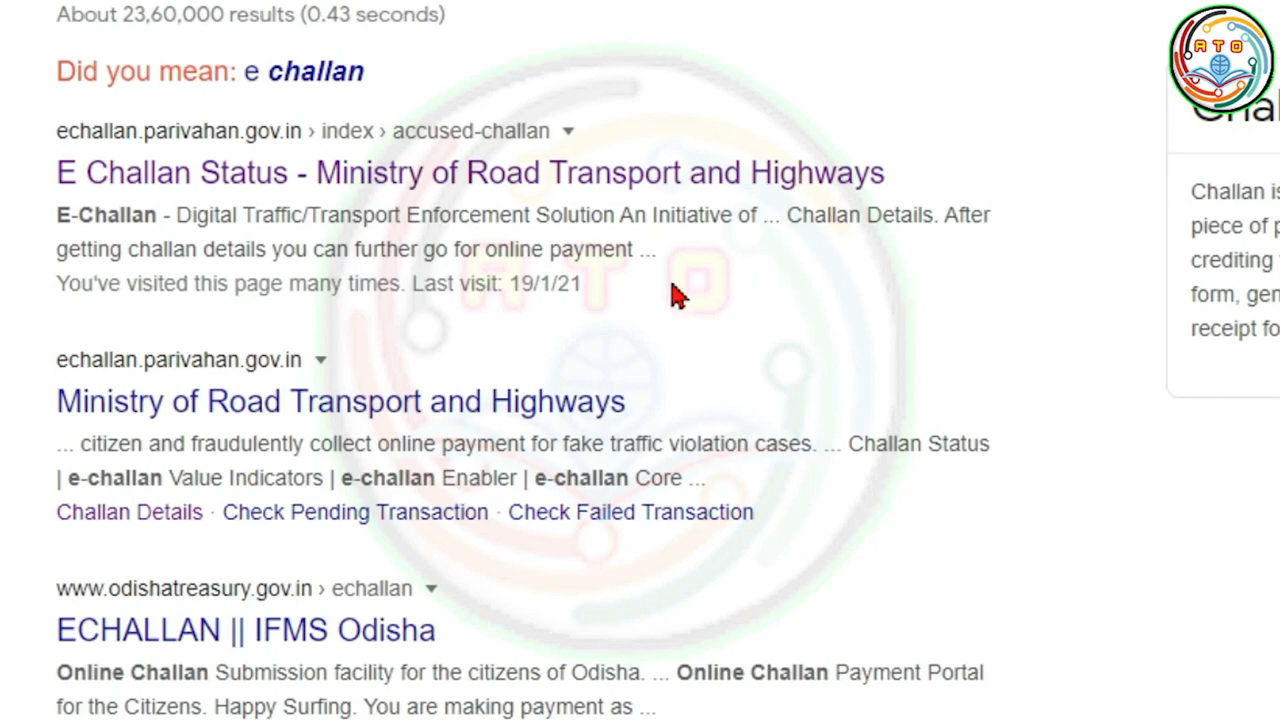 About 23,60,000 results (0.43 seconds)
ATO
Did you mean: e challan
echallan.parivahan.gov.in › index › accused-challan
E Challan Status - Ministry of Road Transport and Highways
E-Challan - Digital Traffic/Transport Enforcement Solution An Initiative of ... Challan Details. After
getting challan details you can further go for online payment ...
You've visited this page many times. Last visit: 19/1/21
ATO
echallan.parivahan.gov.in
Ministry of Road Transport and Highways
... citizen and fraudulently collect online payment for fake traffic violation cases. ... Challan Status
| e-challan Value Indicators | e-challan Enabler | e-challan Core ...
Challan Details · Check Pending Transaction · Check Failed Transaction
www.odishatreasury.gov.in › echallan
ECHALLAN || IFMS Odisha
Online Challan Submission facility for the citizens of Odisha. ... Online Challan Payment Portal
for the Citizens. Happy Surfing. You are making payment as ...
Challan is
piece of p
crediting
form, gen
receipt fo